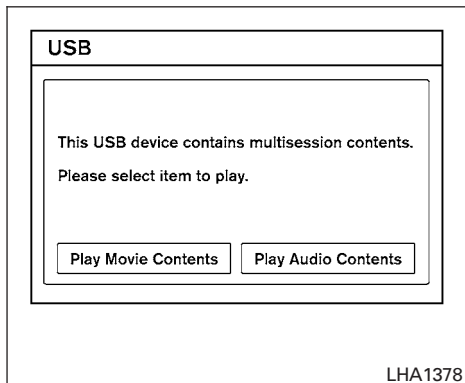 USB
This USB device contains multisession contents.
Please select item to play.
Play Movie Contents Play Audio Contents
LHA1378